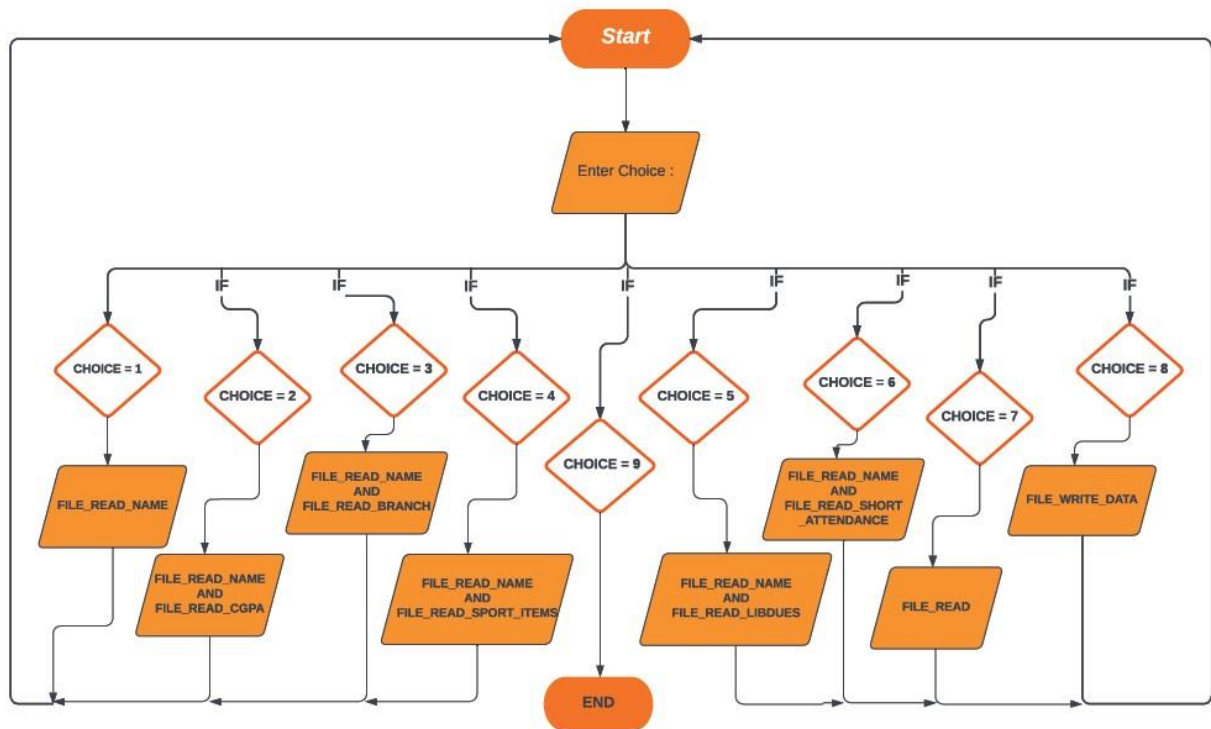 Start
Enter Choice :
IF
IF
IF
IF
IF
IF
IF
IF
CHOICE = 1
CHOICE = 2
CHOICE = 3
CHOICE = 4
CHOICE = 9
CHOICE = 5
CHOICE = 6
CHOICE = 7
CHOICE = 8
FILE_READ_NAME
FILE_READ_NAME
AND
FILE_READ_CGPA
FILE_READ_NAME
AND
FILE_READ_BRANCH
FILE_READ_NAME
AND
FILE_READ_SPORT_ITEMS
FILE_READ_NAME
AND
FILE_READ_LIBDUES
FILE_READ_NAME
AND
FILE_READ_SHORT
_ATTENDANCE
FILE_READ
FILE_WRITE_DATA
END